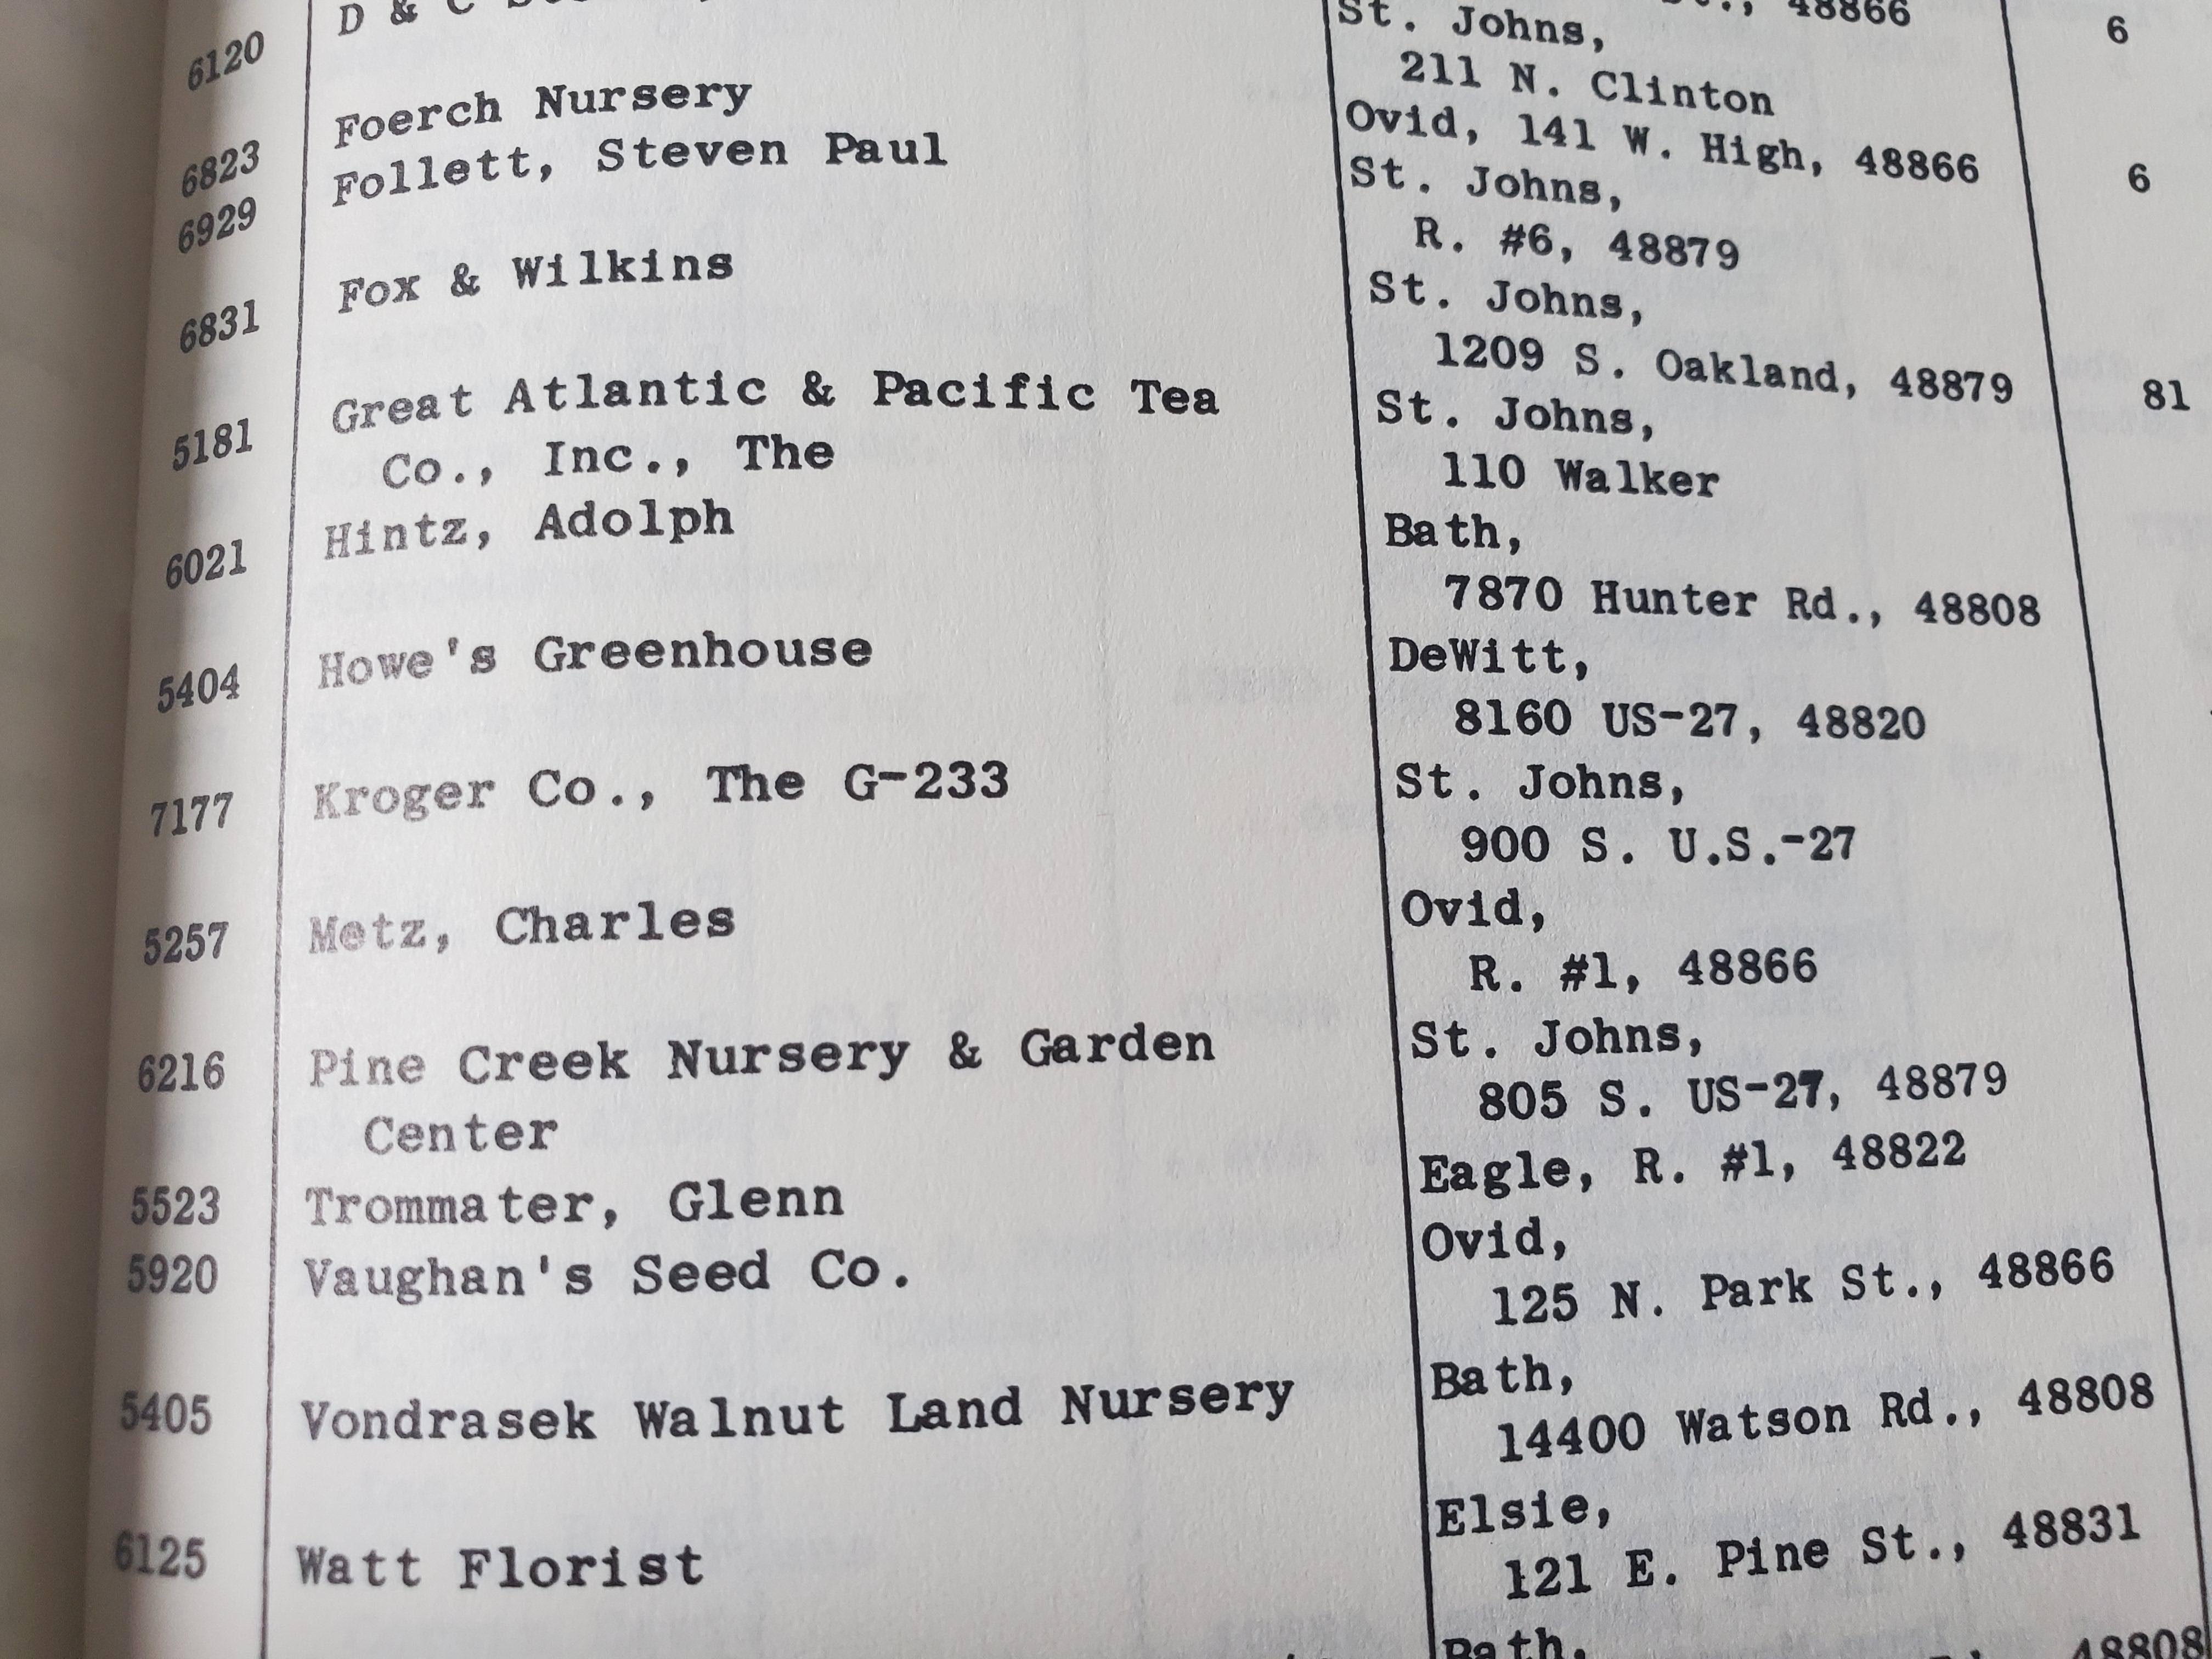 48866
6120 D & C St. Johns, 6
211 N. Clinton
6823 Foerch Nursery Ovid, 141 W. High, 48866 6
6929 Follett, Steven Paul St. Johns,
R. #6, 48879
6831 Fox & Wilkins St. Johns,
1209 S. Oakland, 48879 81
5181 Great Atlantic & Pacific Tea St. Johns,
Co., Inc., The 110 Walker
6021 Hintz, Adolph Bath,
7870 Hunter Rd., 48808
5404 Howe's Greenhouse DeWitt,
8160 US-27, 48820
7177 Kroger Co., The G-233 St. Johns,
900 S. U.S.-27
5257 Metz, Charles Ovid,
R. #1, 48866
6216 Pine Creek Nursery & Garden St. Johns,
Center 805 S. US-27, 48879
5523 Trommater, Glenn Eagle, R. #1, 48822
5920 Vaughan's Seed Co. Ovid,
125 N. Park St., 48866
5405 Vondrasek Walnut Land Nursery Bath,
14400 Watson Rd., 48808
6125 Watt Florist Elsie,
121 E. Pine St., 48831
Bath, 48808